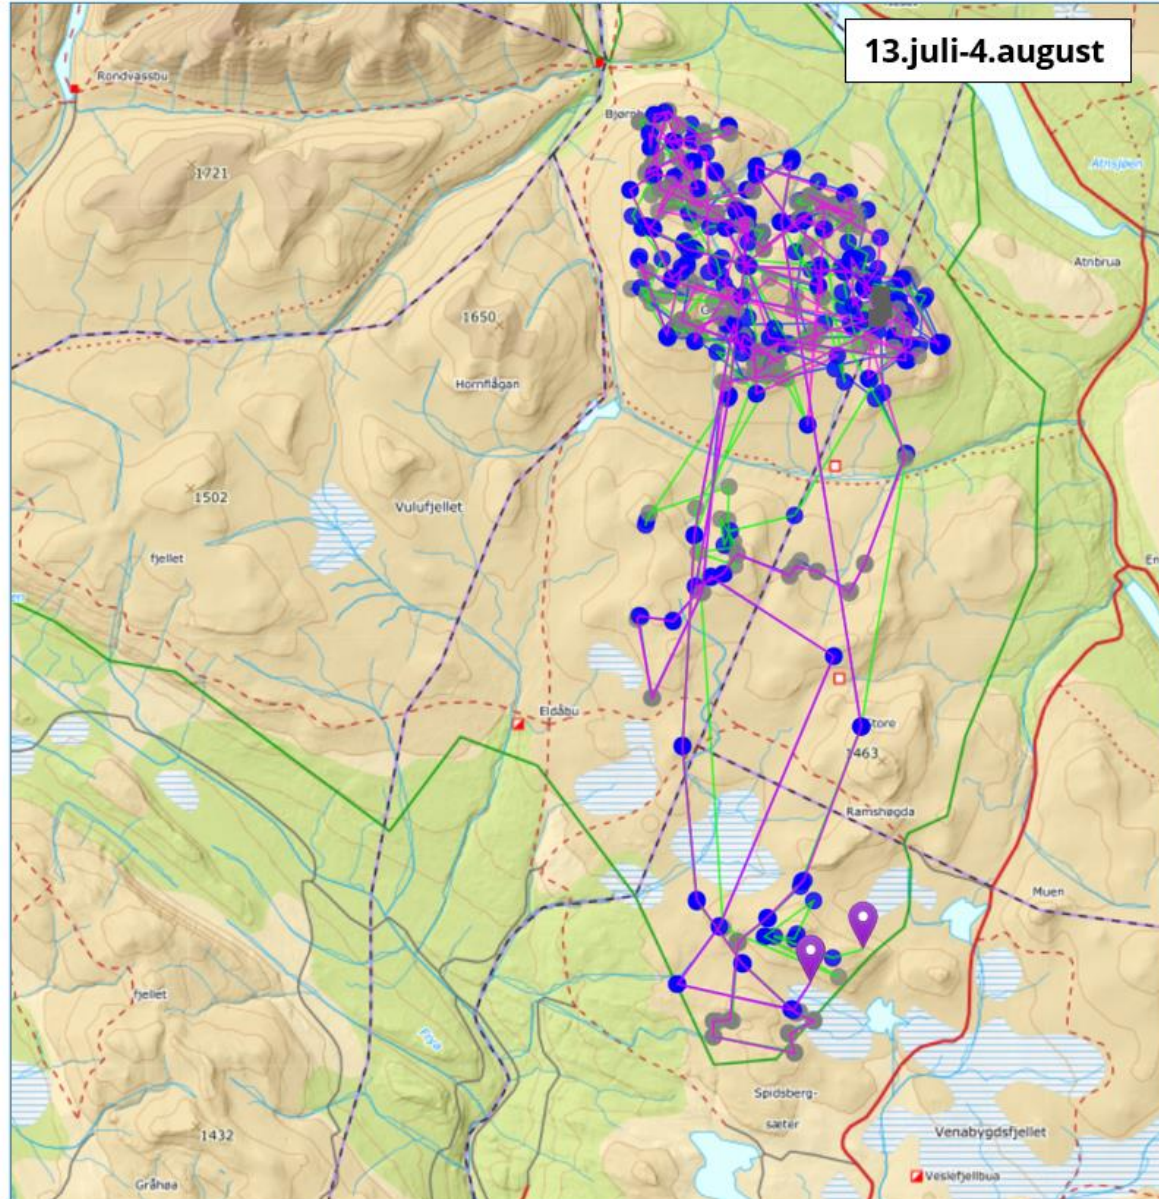 13.juli-4.august
Rondvassbu
Atnsjøen
1721
Atnbrua
1650
Hornflågan
1502
Vulufjellet
fjellet
Eldåbu
Store
1463
Ramshøgda
Muen
fjellet
Frya
Spidsberg-
sæter
1432
Venabygdsfjellet
Gråhøa
Veslefjellbua